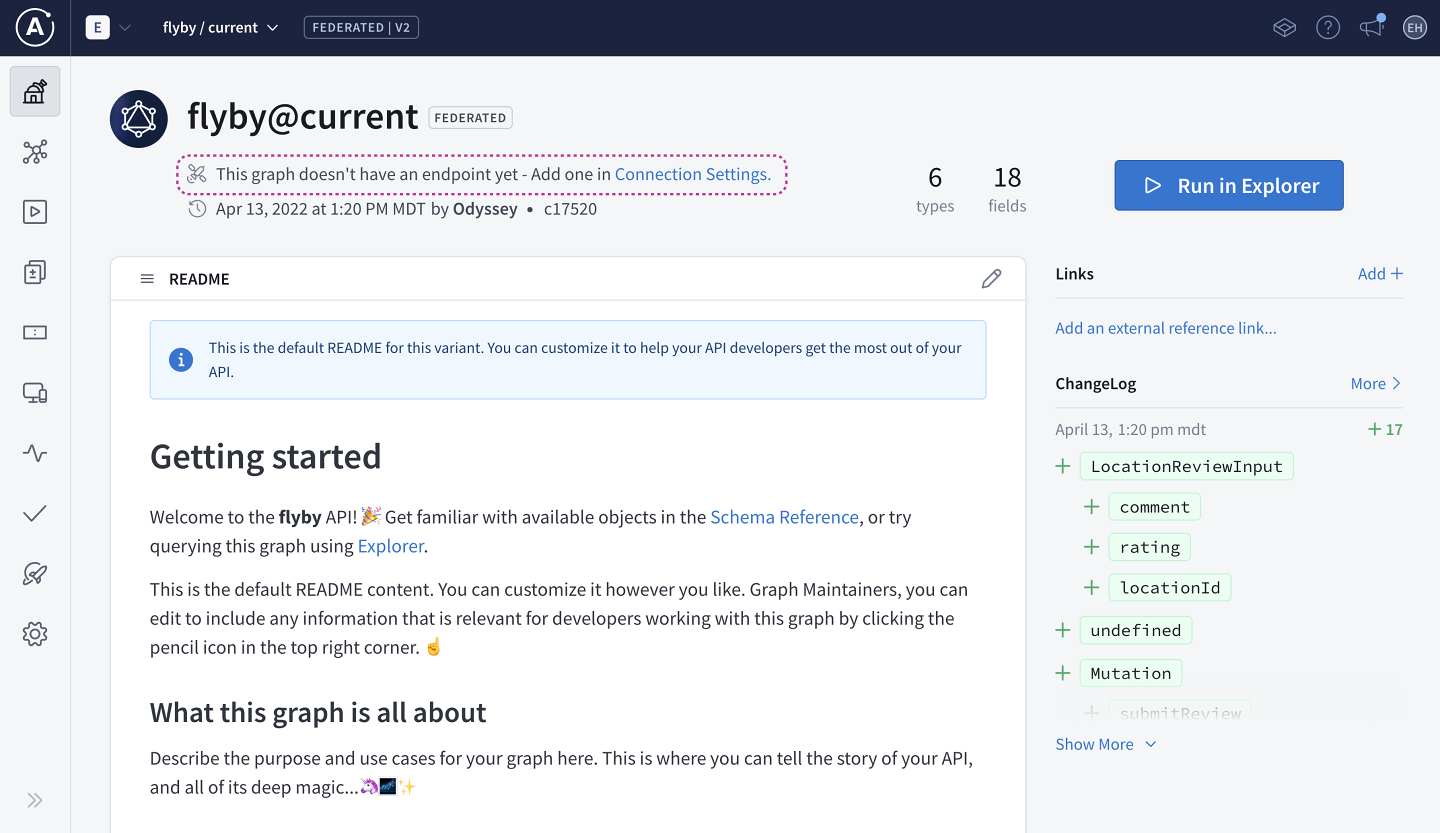 E
flyby / current
FEDERATED | V2
EH
flyby@current
FEDERATED
This graph doesn't have an endpoint yet - Add one in Connection Settings.
Apr 13, 2022 at 1:20 PM MDT by Odyssey • c17520
6
types
18
fields
Run in Explorer
README
This is the default README for this variant. You can customize it to help your API developers get the most out of your
API.
Getting started
Welcome to the flyby API! 🎉 Get familiar with available objects in the Schema Reference, or try
querying this graph using Explorer.
This is the default README content. You can customize it however you like. Graph Maintainers, you can
edit to include any information that is relevant for developers working with this graph by clicking the
pencil icon in the top right corner. ☝️
What this graph is all about
Describe the purpose and use cases for your graph here. This is where you can tell the story of your API,
and all of its deep magic...🦄🌌✨
Links
Add +
Add an external reference link...
ChangeLog
More >
April 13, 1:20 pm mdt
+ 17
+ LocationReviewInput
+ comment
+ rating
+ locationId
+ undefined
+ Mutation
+ submitReview
Show More